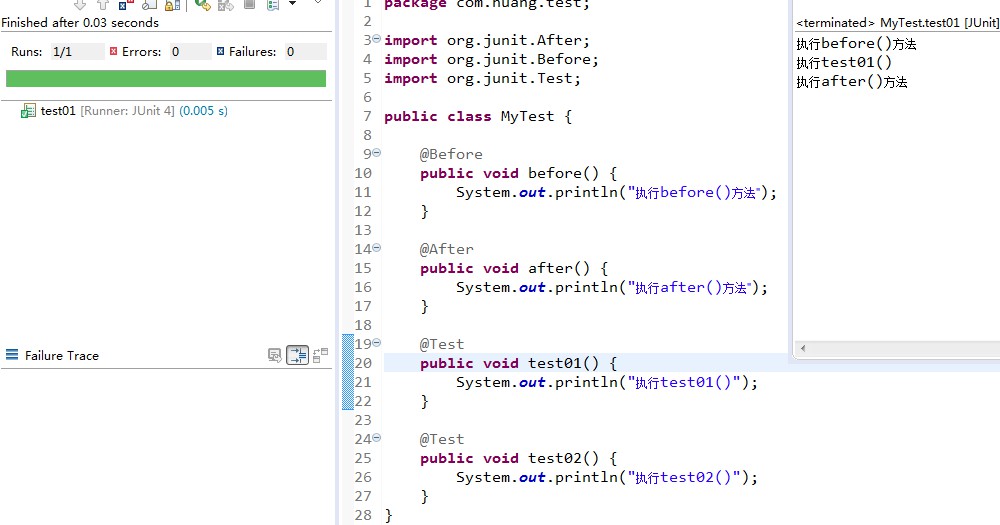 Finished after 0.03 seconds
Runs: 1/1 Errors: 0 Failures: 0
test01 [Runner: JUnit 4] (0.005 s)
Failure Trace
1 package com.huang.test;
2
3 import org.junit.After;
4 import org.junit.Before;
5 import org.junit.Test;
6
7 public class MyTest {
8
9 @Before
10 public void before() {
11 System.out.println("执行before()方法");
12 }
13
14 @After
15 public void after() {
16 System.out.println("执行after()方法");
17 }
18
19 @Test
20 public void test01() {
21 System.out.println("执行test01()");
22 }
23
24 @Test
25 public void test02() {
26 System.out.println("执行test02()");
27 }
28 }
<terminated> MyTest.test01 [JUnit]
执行before()方法
执行test01()
执行after()方法